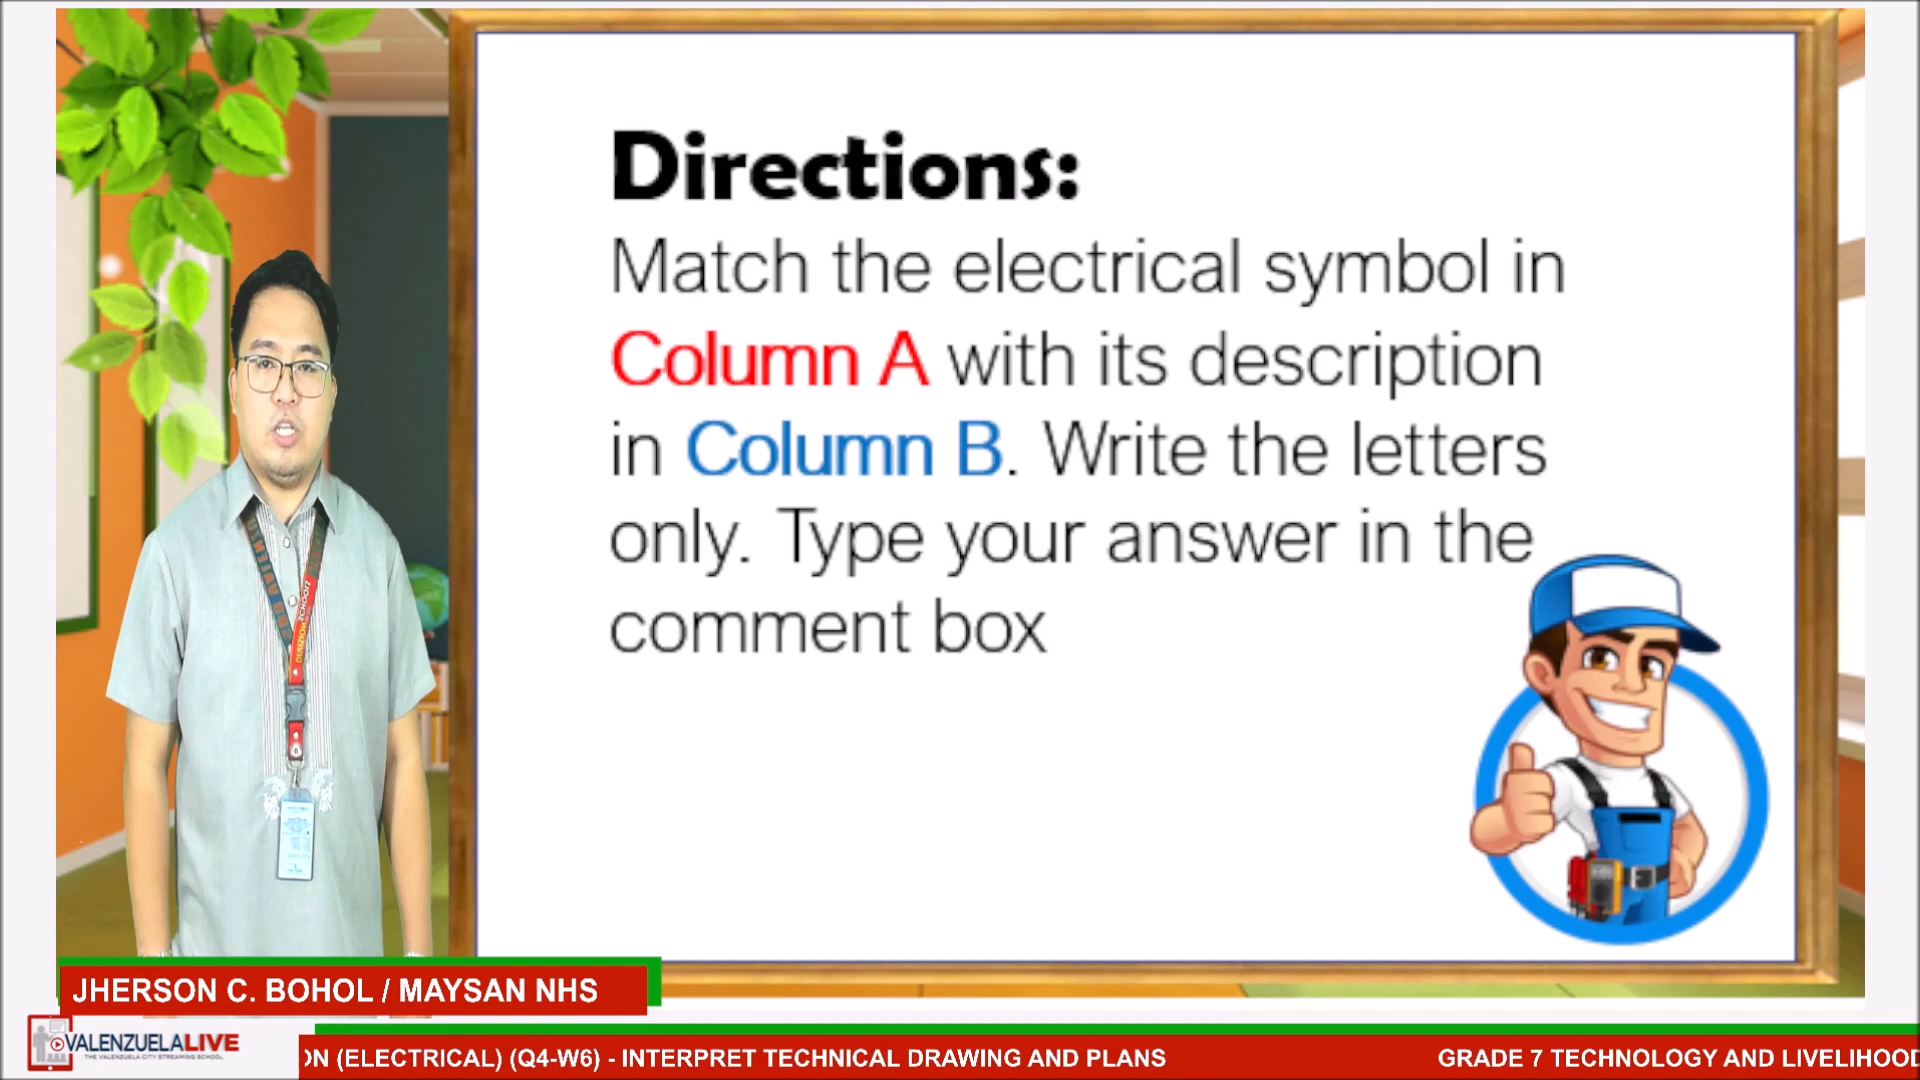 Directions:
Match the electrical symbol in
Column A with its description
in Column B. Write the letters
only. Type your answer in the
comment box
JHERSON C. BOHOL / MAYSAN NHS
VALENZUELALIVE
THE VALENZUELA CITY STREAMING SCHOOL
ON (ELECTRICAL) (Q4-W6) - INTERPRET TECHNICAL DRAWING AND PLANS
GRADE 7 TECHNOLOGY AND LIVELIHOOD